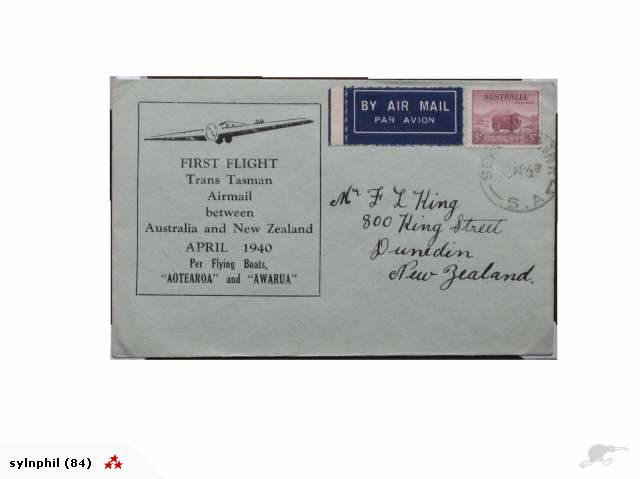 FIRST FLIGHT
Trans Tasman
Airmail
between
Australia and New Zealand
APRIL 1940
Per Flying Boats,
"AOTEAROA" and "AWARUA"
BY AIR MAIL
PAR AVION
AUSTRALIA
Mr F L King
800 King Street
Dunedin
New Zealand.
S.A
sylnphil (84)